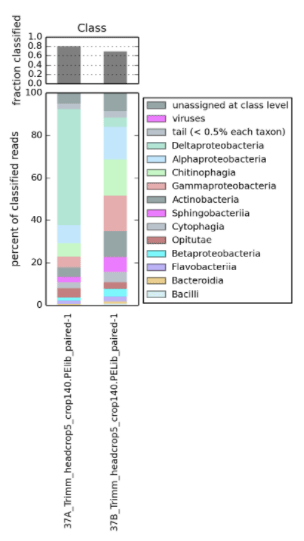 Class
fraction classified
1.0
0.8
0.6
0.4
0.2
0.0
percent of classified reads
100
80
60
40
20
0
unassigned at class level
viruses
tail (< 0.5% each taxon)
Deltaproteobacteria
Alphaproteobacteria
Chitinophagia
Gammaproteobacteria
Actinobacteria
Sphingobacteriia
Cytophagia
Opitutae
Betaproteobacteria
Flavobacteriia
Bacteroidia
Bacilli
37A_Trimm_headcrop5_crop140.PElib_paired-1
37B_Trimm_headcrop5_crop140.PElib_paired-1